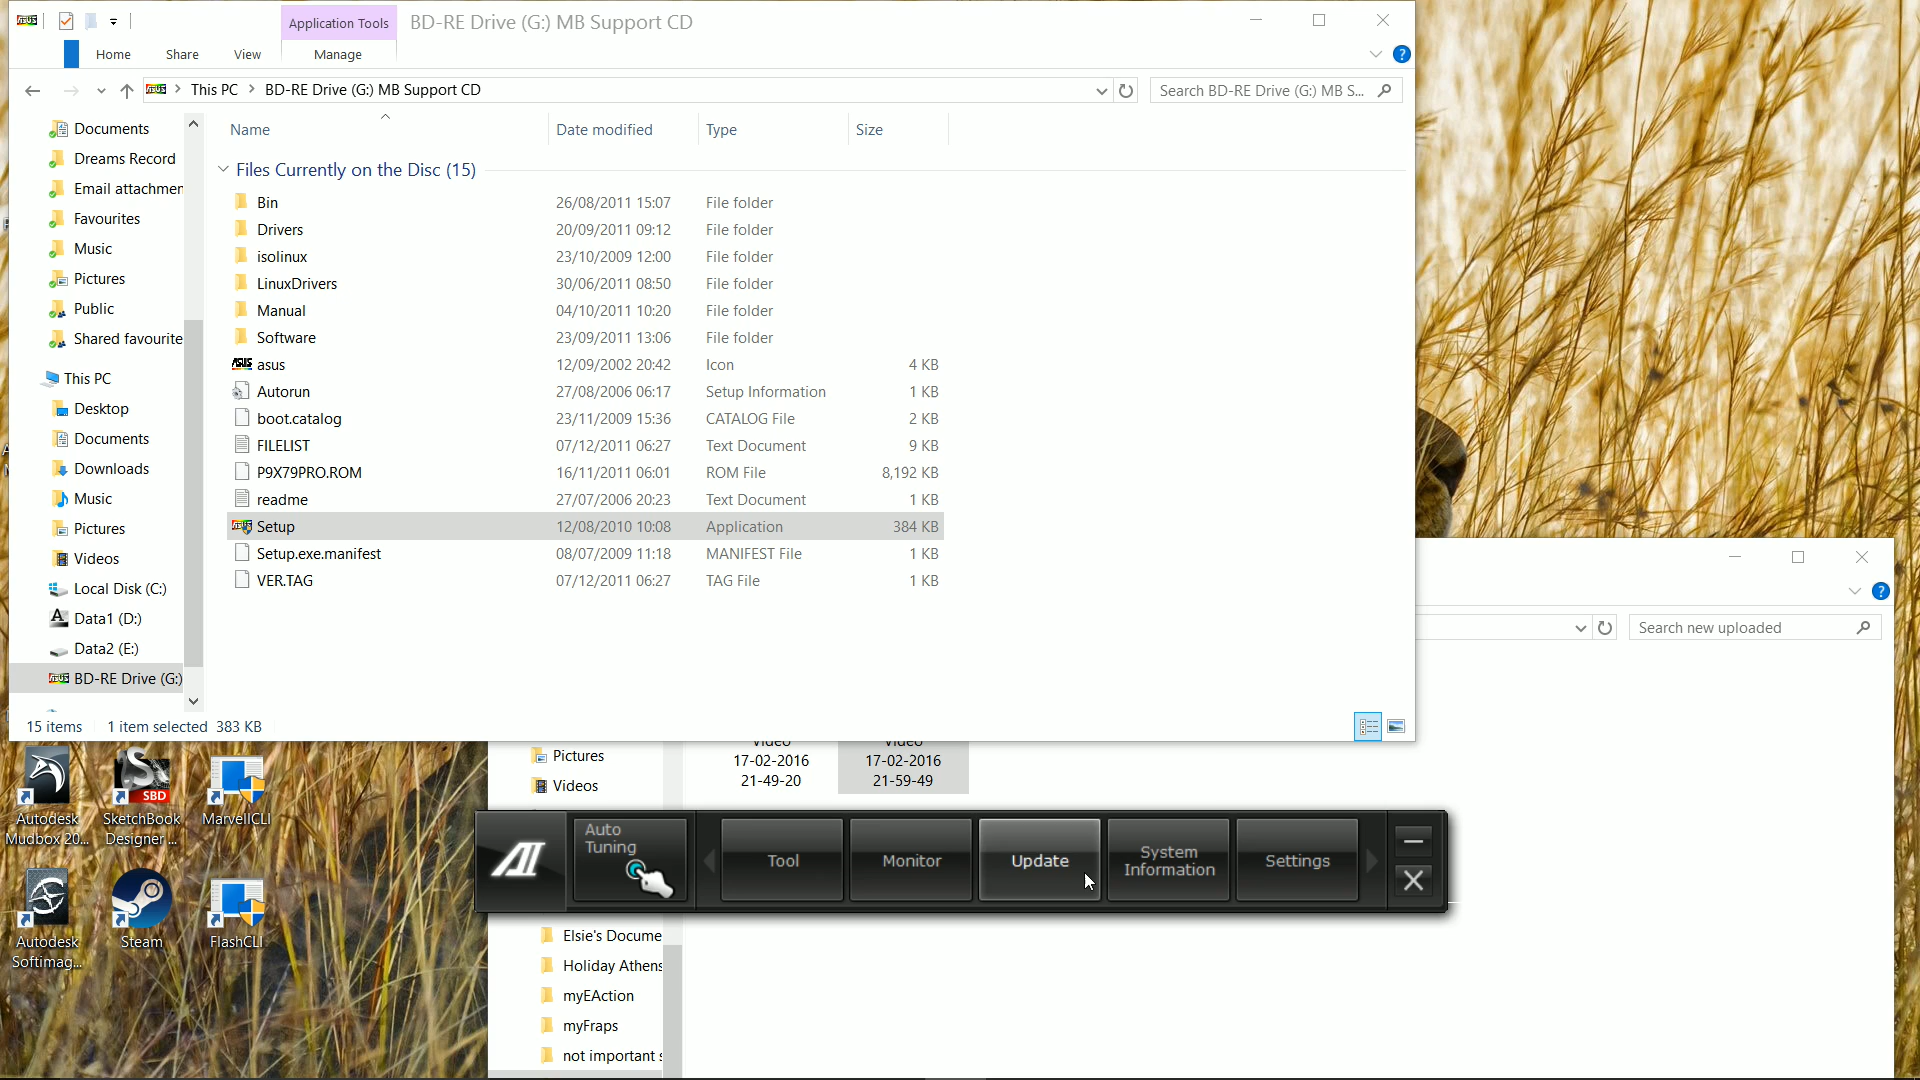 Application Tools
BD-RE Drive (G:) MB Support CD
Home
Share
View
Manage
This PC
BD-RE Drive (G:) MB Support CD
Search BD-RE Drive (G:) MB S...
Documents
Dreams Record
Email attachmen
Favourites
Music
Pictures
Public
Shared favourite
This PC
Desktop
Documents
Downloads
Music
Pictures
Videos
Local Disk (C:)
Data1 (D:)
Data2 (E:)
BD-RE Drive (G:)
Name Date modified Type Size
Files Currently on the Disc (15)
Bin 26/08/2011 15:07 File folder
Drivers 20/09/2011 09:12 File folder
isolinux 23/10/2009 12:00 File folder
LinuxDrivers 30/06/2011 08:50 File folder
Manual 04/10/2011 10:20 File folder
Software 23/09/2011 13:06 File folder
asus 12/09/2002 20:42 Icon 4 KB
Autorun 27/08/2006 06:17 Setup Information 1 KB
boot.catalog 23/11/2009 15:36 CATALOG File 2 KB
FILELIST 07/12/2011 06:27 Text Document 9 KB
P9X79PRO.ROM 16/11/2011 06:01 ROM File 8,192 KB
readme 27/07/2006 20:23 Text Document 1 KB
Setup 12/08/2010 10:08 Application 384 KB
Setup.exe.manifest 08/07/2009 11:18 MANIFEST File 1 KB
VER.TAG 07/12/2011 06:27 TAG File 1 KB
15 items 1 item selected 383 KB
Search new uploaded
Pictures
Videos
Video
17-02-2016
21-49-20
Video
17-02-2016
21-59-49
AI
Auto
Tuning
Tool
Monitor
Update
System
Information
Settings
Elsie's Docume
Holiday Athens
myEAction
myFraps
not important s
Autodesk
Mudbox 20...
SBD
SketchBook
Designer ...
MarvellCLI
Autodesk
Softimag...
Steam
FlashCLI